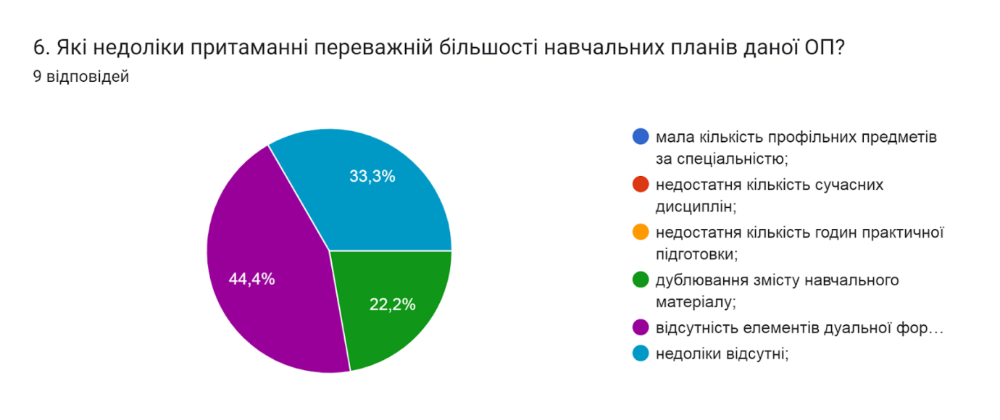 6. Які недоліки притаманні переважній більшості навчальних планів даної ОП?
9 відповідей
33,3%
44,4%
22,2%
мала кількість профільних предметів
за спеціальністю;
недостатня кількість сучасних
дисциплін;
недостатня кількість годин практичної
підготовки;
дублювання змісту навчального
матеріалу;
відсутність елементів дуальної фор…
недоліки відсутні;